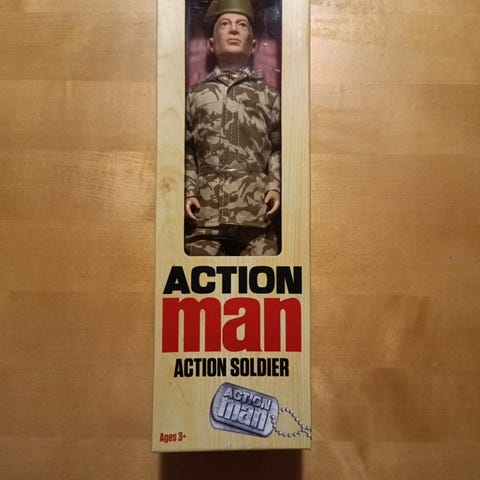 ACTION
man
ACTION SOLDIER
ACTION
man
Ages 3+